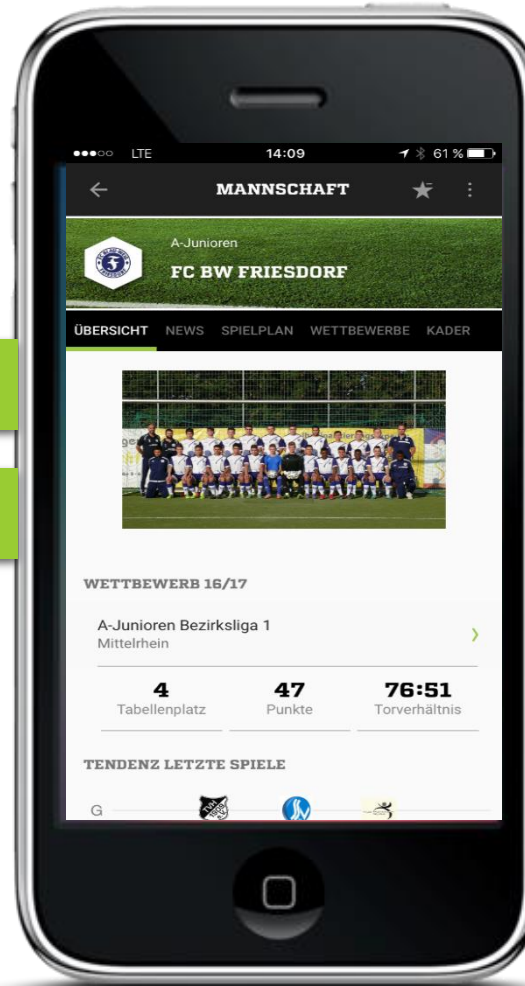 LTE 14:09 61 %
MANNSCHAFT
A-Junioren
FC BW FRIESDORF
ÜBERSICHT NEWS SPIELPLAN WETTBEWERBE KADER
WETTBEWERB 16/17
A-Junioren Bezirksliga 1
Mittelrhein
4 47 76:51
Tabellenplatz Punkte Torverhältnis
TENDENZ LETZTE SPIELE
G